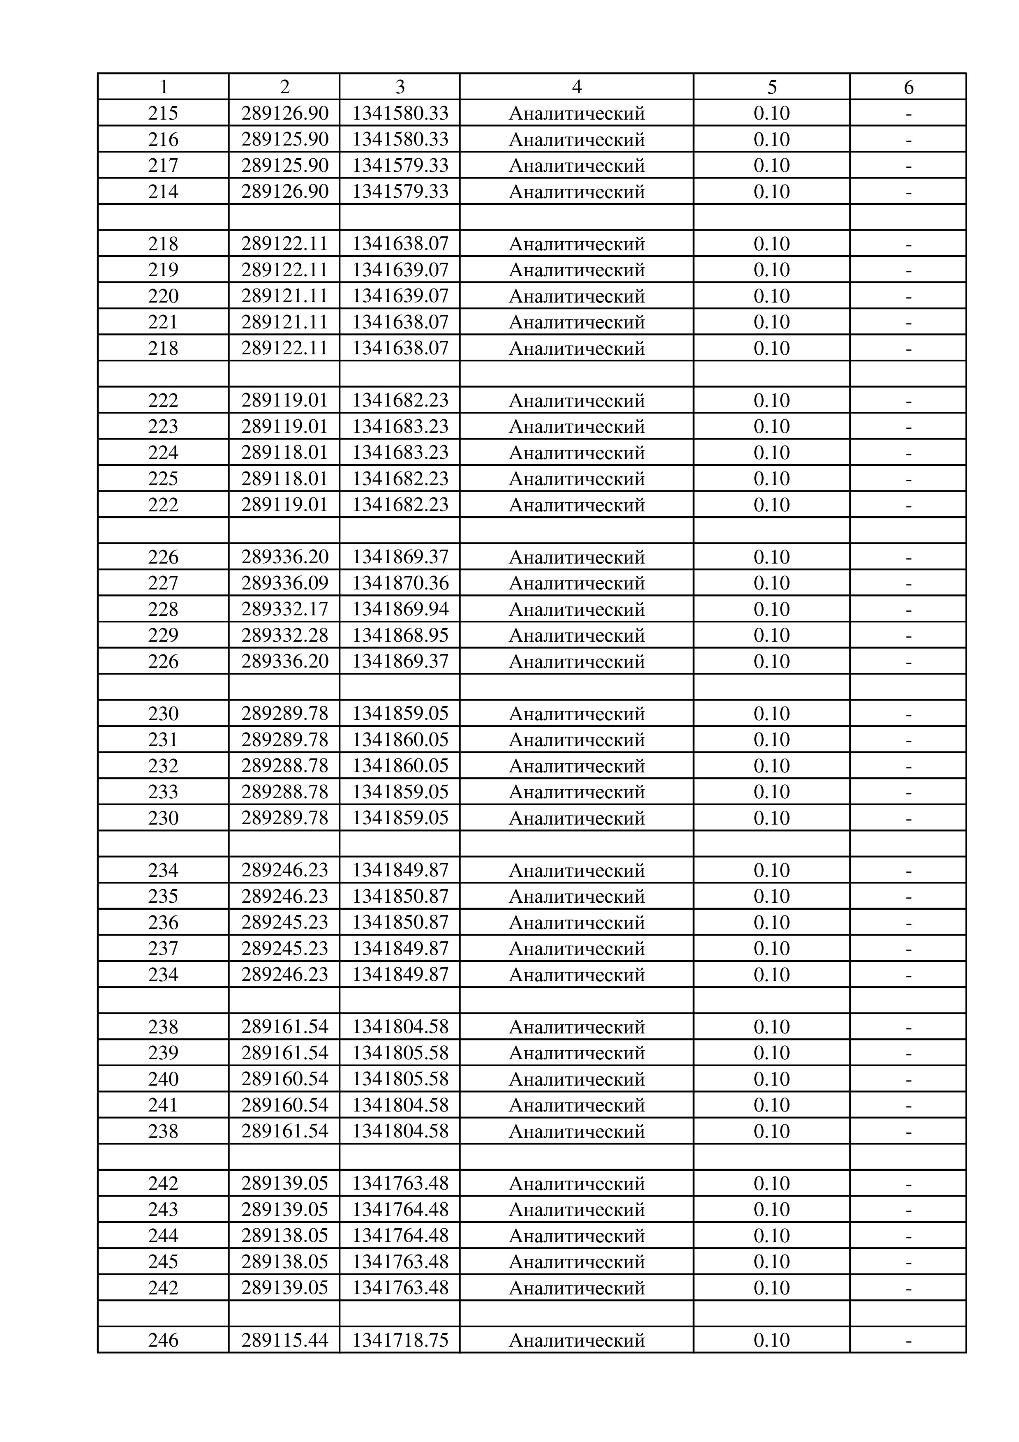 1 2 3 4 5 6
215 289126.90 1341580.33 Аналитический 0.10 -
216 289125.90 1341580.33 Аналитический 0.10 -
217 289125.90 1341579.33 Аналитический 0.10 -
214 289126.90 1341579.33 Аналитический 0.10 -
218 289122.11 1341638.07 Аналитический 0.10 -
219 289122.11 1341639.07 Аналитический 0.10 -
220 289121.11 1341639.07 Аналитический 0.10 -
221 289121.11 1341638.07 Аналитический 0.10 -
218 289122.11 1341638.07 Аналитический 0.10 -
222 289119.01 1341682.23 Аналитический 0.10 -
223 289119.01 1341683.23 Аналитический 0.10 -
224 289118.01 1341683.23 Аналитический 0.10 -
225 289118.01 1341682.23 Аналитический 0.10 -
222 289119.01 1341682.23 Аналитический 0.10 -
226 289336.20 1341869.37 Аналитический 0.10 -
227 289336.09 1341870.36 Аналитический 0.10 -
228 289332.17 1341869.94 Аналитический 0.10 -
229 289332.28 1341868.95 Аналитический 0.10 -
226 289336.20 1341869.37 Аналитический 0.10 -
230 289289.78 1341859.05 Аналитический 0.10 -
231 289289.78 1341860.05 Аналитический 0.10 -
232 289288.78 1341860.05 Аналитический 0.10 -
233 289288.78 1341859.05 Аналитический 0.10 -
230 289289.78 1341859.05 Аналитический 0.10 -
234 289246.23 1341849.87 Аналитический 0.10 -
235 289246.23 1341850.87 Аналитический 0.10 -
236 289245.23 1341850.87 Аналитический 0.10 -
237 289245.23 1341849.87 Аналитический 0.10 -
234 289246.23 1341849.87 Аналитический 0.10 -
238 289161.54 1341804.58 Аналитический 0.10 -
239 289161.54 1341805.58 Аналитический 0.10 -
240 289160.54 1341805.58 Аналитический 0.10 -
241 289160.54 1341804.58 Аналитический 0.10 -
238 289161.54 1341804.58 Аналитический 0.10 -
242 289139.05 1341763.48 Аналитический 0.10 -
243 289139.05 1341764.48 Аналитический 0.10 -
244 289138.05 1341764.48 Аналитический 0.10 -
245 289138.05 1341763.48 Аналитический 0.10 -
242 289139.05 1341763.48 Аналитический 0.10 -
246 289115.44 1341718.75 Аналитический 0.10 -